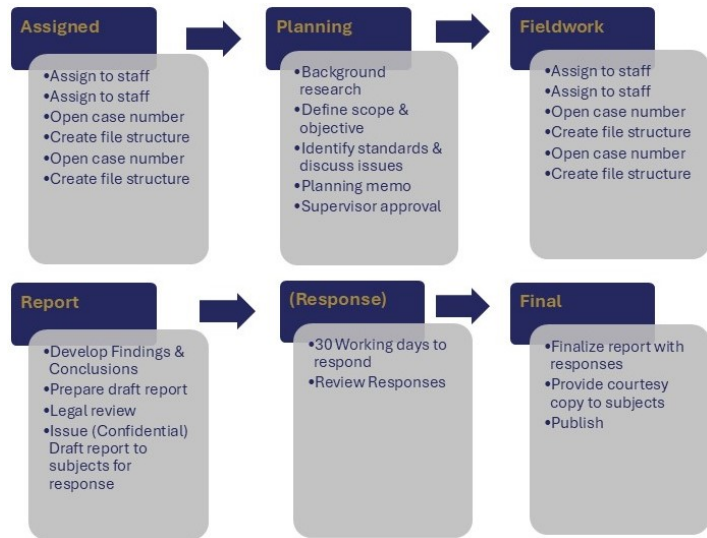 Assigned
•Assign to staff
•Assign to staff
•Open case number
•Create file structure
•Open case number
•Create file structure
Planning
•Background
research
•Define scope &
objective
•Identify standards &
discuss issues
•Planning memo
•Supervisor approval
Fieldwork
•Assign to staff
•Assign to staff
•Open case number
•Create file structure
•Open case number
•Create file structure
Report
•Develop Findings &
Conclusions
•Prepare draft report
•Legal review
•Issue (Confidential)
Draft report to
subjects for
response
(Response)
•30 Working days to
respond
•Review Responses
Final
•Finalize report with
responses
•Provide courtesy
copy to subjects
•Publish